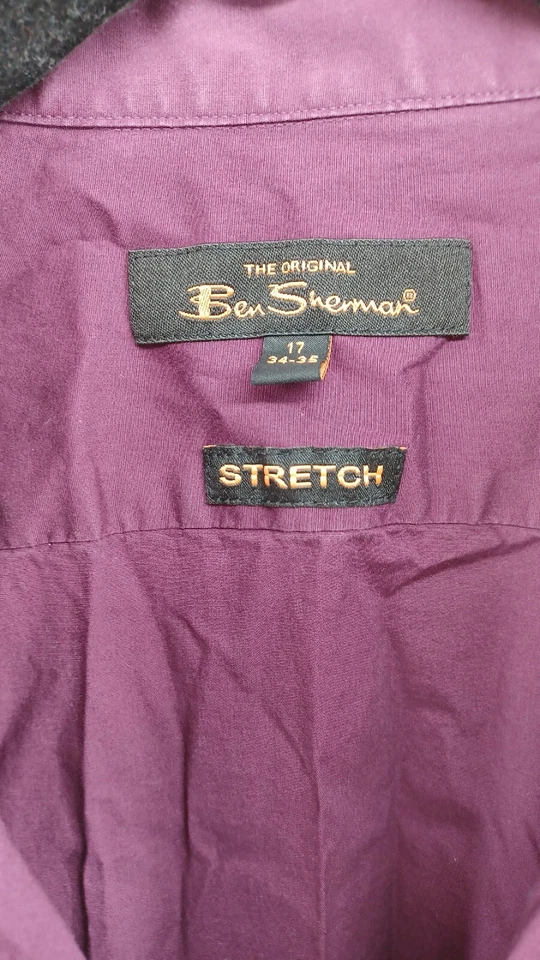 THE ORIGINAL
Ben Sherman®
17
34-35
STRETCH